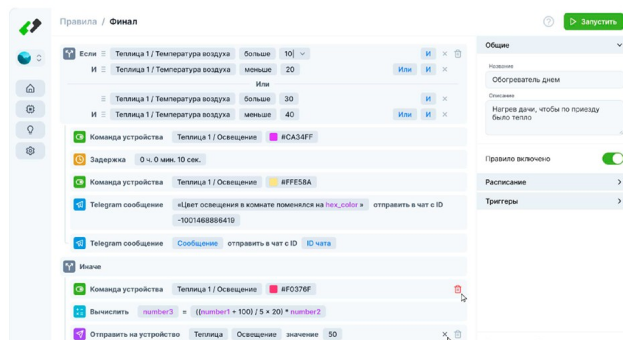 Правила / Финал
Запустить
Если Теплица 1 / Температура воздуха больше 10 И
И Теплица 1 / Температура воздуха меньше 20 Или И
Или
Теплица 1 / Температура воздуха больше 30 И
И Теплица 1 / Температура воздуха меньше 40 Или И
Команда устройства Теплица 1 / Освещение #CA34FF
Задержка 0 ч. 0 мин. 10 сек.
Команда устройства Теплица 1 / Освещение #FFE58A
Telegram сообщение «Цвет освещения в комнате поменялся на hex_color » отправить в чат с ID
-1001468886419
Telegram сообщение Сообщение отправить в чат с ID ID чата
Иначе
Команда устройства Теплица 1 / Освещение #F0376F
Вычислить number3 = ((number1 + 100) / 5 × 20) * number2
Отправить на устройство Теплица Освещение значение 50
Общие
Название
Обогреватель днем
Описание
Нагрев дачи, чтобы по приезду
было тепло
Правило включено
Расписание
Триггеры